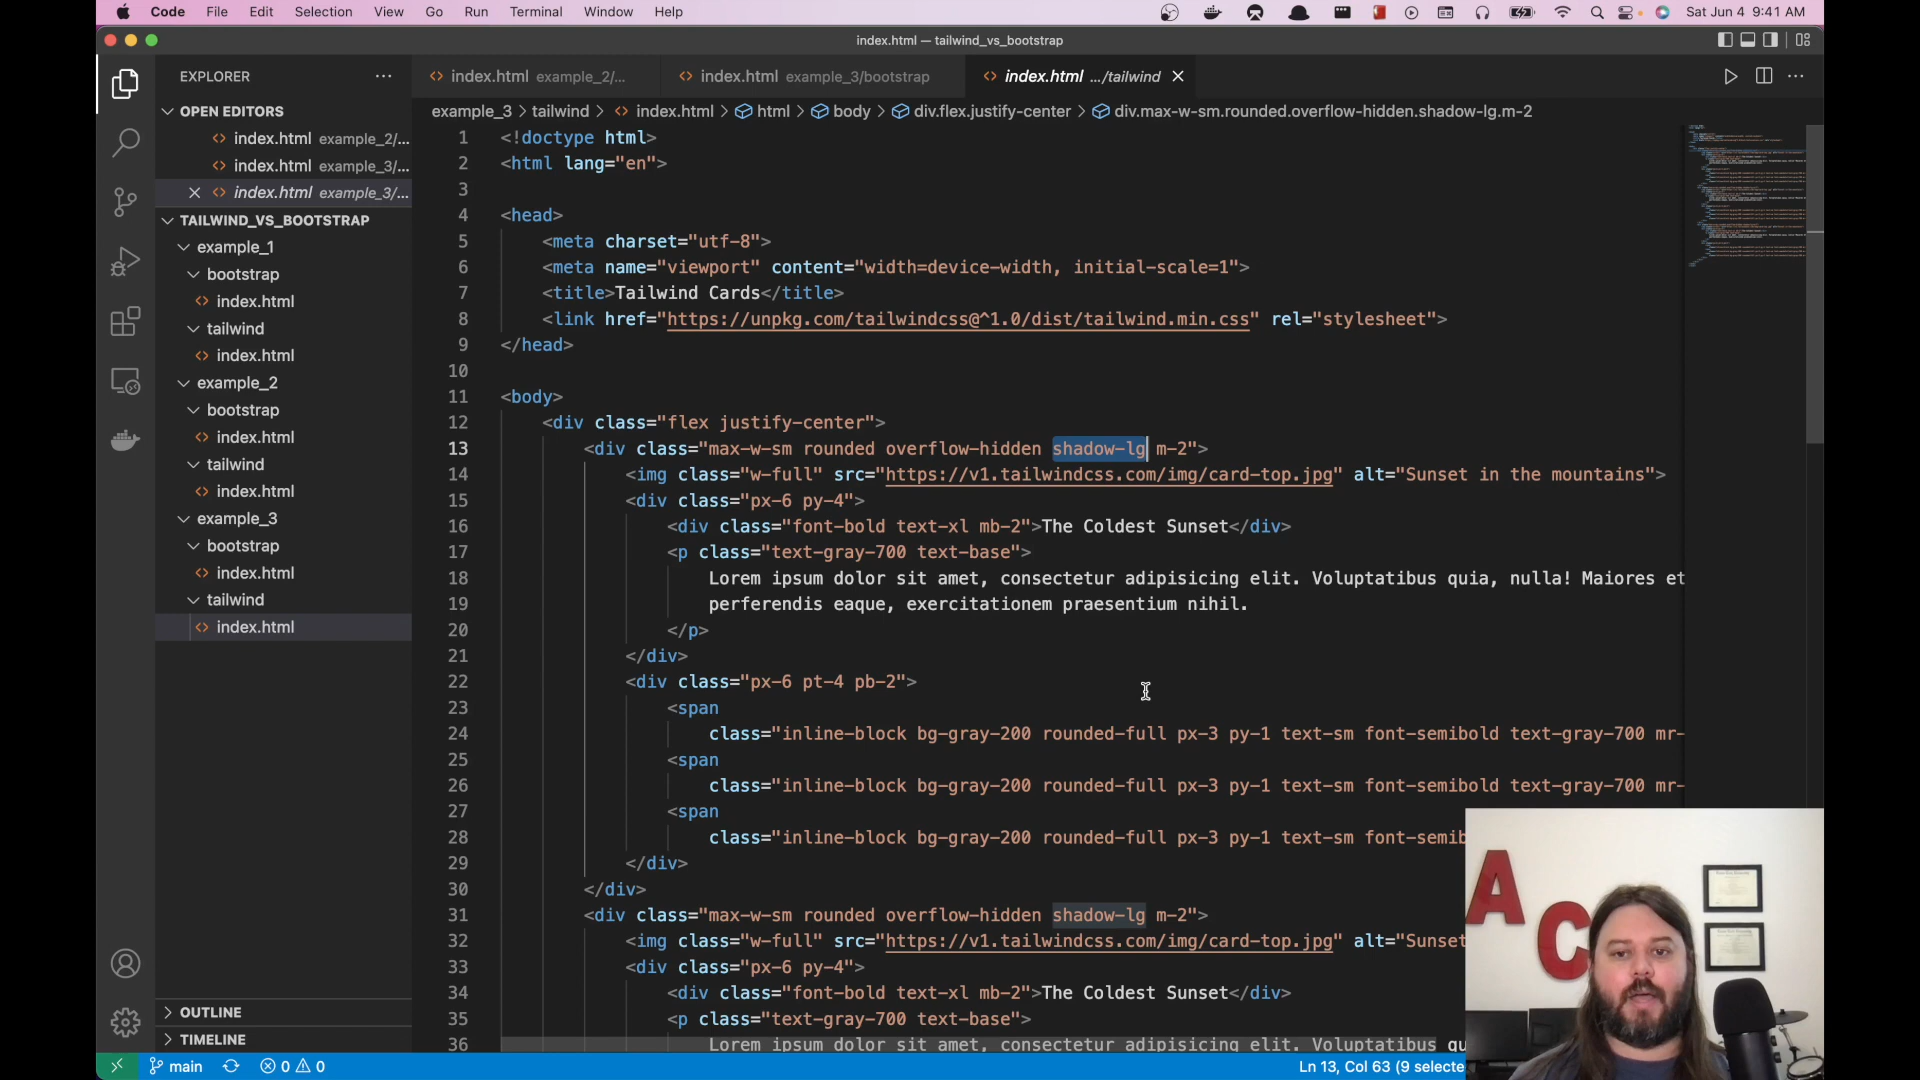 Code File Edit Selection View Go Run Terminal Window Help Sat Jun 4 9:41 AM
index.html — tailwind_vs_bootstrap
EXPLORER
index.html example_2/...
index.html example_3/bootstrap
index.html .../tailwind
OPEN EDITORS
index.html example_2/...
index.html example_3/...
index.html example_3/...
TAILWIND_VS_BOOTSTRAP
example_1
bootstrap
index.html
tailwind
index.html
example_2
bootstrap
index.html
tailwind
index.html
example_3
bootstrap
index.html
tailwind
index.html
OUTLINE
TIMELINE
example_3 > tailwind > index.html > html > body > div.flex.justify-center > div.max-w-sm.rounded.overflow-hidden.shadow-lg.m-2
1 <!doctype html>
2 <html lang="en">
3
4 <head>
5 <meta charset="utf-8">
6 <meta name="viewport" content="width=device-width, initial-scale=1">
7 <title>Tailwind Cards</title>
8 <link href="https://unpkg.com/tailwindcss@^1.0/dist/tailwind.min.css" rel="stylesheet">
9 </head>
10
11 <body>
12 <div class="flex justify-center">
13 <div class="max-w-sm rounded overflow-hidden shadow-lg m-2">
14 <img class="w-full" src="https://v1.tailwindcss.com/img/card-top.jpg" alt="Sunset in the mountains">
15 <div class="px-6 py-4">
16 <div class="font-bold text-xl mb-2">The Coldest Sunset</div>
17 <p class="text-gray-700 text-base">
18 Lorem ipsum dolor sit amet, consectetur adipisicing elit. Voluptatibus quia, nulla! Maiores et
19 perferendis eaque, exercitationem praesentium nihil.
20 </p>
21 </div>
22 <div class="px-6 pt-4 pb-2">
23 <span
24 class="inline-block bg-gray-200 rounded-full px-3 py-1 text-sm font-semibold text-gray-700 mr-
25 <span
26 class="inline-block bg-gray-200 rounded-full px-3 py-1 text-sm font-semibold text-gray-700 mr-
27 <span
28 class="inline-block bg-gray-200 rounded-full px-3 py-1 text-sm font-semib
29 </div>
30 </div>
31 <div class="max-w-sm rounded overflow-hidden shadow-lg m-2">
32 <img class="w-full" src="https://v1.tailwindcss.com/img/card-top.jpg" alt="Sunset
33 <div class="px-6 py-4">
34 <div class="font-bold text-xl mb-2">The Coldest Sunset</div>
35 <p class="text-gray-700 text-base">
36 Lorem ipsum dolor sit amet, consectetur adipisicing elit. Voluptatibus qu
A C
main 0 0 Ln 13, Col 63 (9 selecte